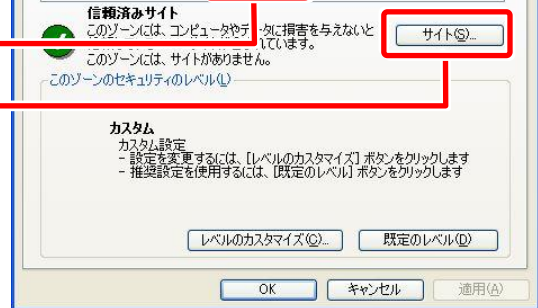 信頼済みサイト
このゾーンには、コンピュータやデータに損害を与えないと
れています。
このゾーンには、サイトがありません。
サイト(S)...
このゾーンのセキュリティのレベル(L)
カスタム
カスタム設定
- 設定を変更するには、[レベルのカスタマイズ] ボタンをクリックします
- 推奨設定を使用するには、[既定のレベル] ボタンをクリックします
レベルのカスタマイズ(C)...
既定のレベル(D)
OK
キャンセル
適用(A)